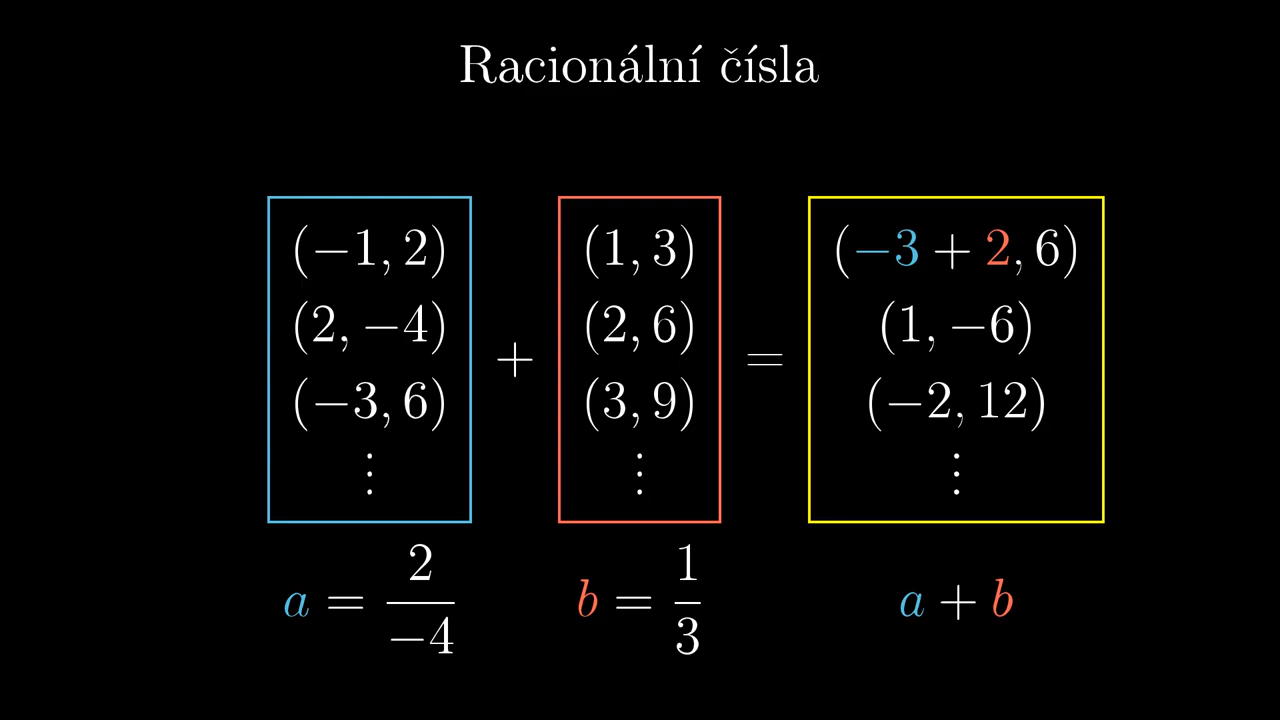 Racionální čísla
(−1, 2) (1, 3) (−3 + 2, 6)
(2, −4) (2, 6) (1, −6)
+ =
(−3, 6) (3, 9) (−2, 12)
⋮ ⋮ ⋮
a = 2/−4 b = 1/3 a + b